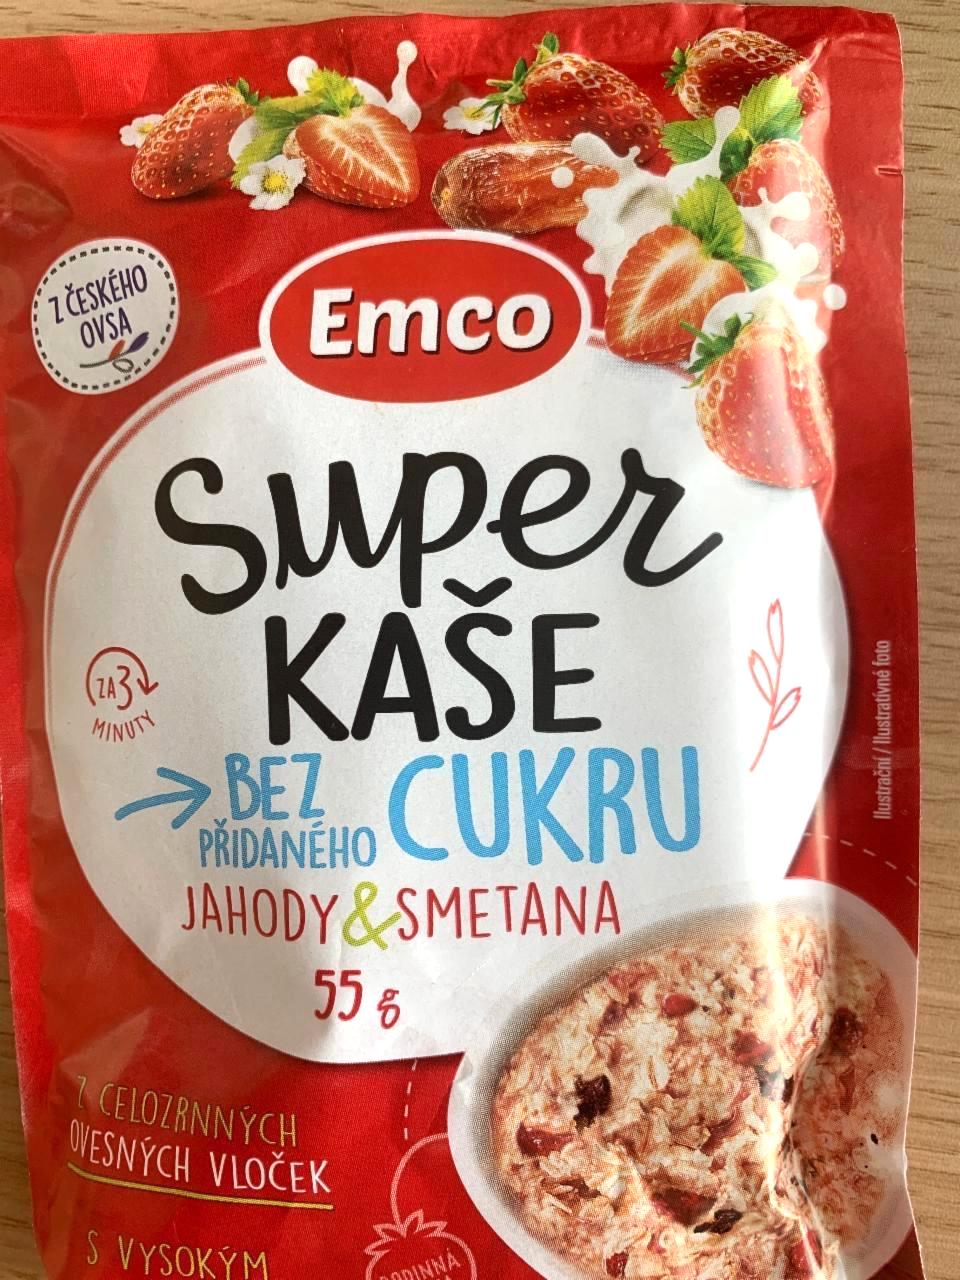 Z ČESKÉHO
OVSA
Emco
Super
KAŠE
ZA 3
MINUTY
BEZ
PŘIDANÉHO
CUKRU
JAHODY & SMETANA
55 g
Ilustrační / Ilustratívne foto
Z CELOZRNNÝCH
OVESNÝCH VLOČEK
S VYSOKÝM
RODINNÁ